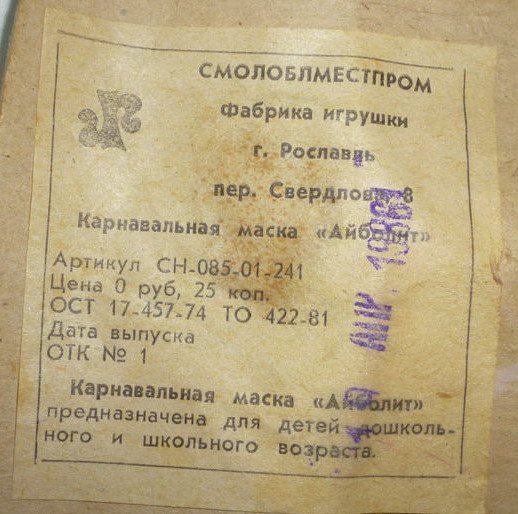 СМОЛОБЛМЕСТПРОМ
фабрика игрушки
г. Рославль
пер. Свердлова, 8
Карнавальная маска «Айболит»
Артикул СН-085-01-241
Цена 0 руб, 25 коп.
ОСТ 17-457-74 ТО 422-81
Дата выпуска
ОТК № 1
Карнавальная маска «Айболит»
предназначена для детей дошколь-
ного и школьного возраста.
АПР